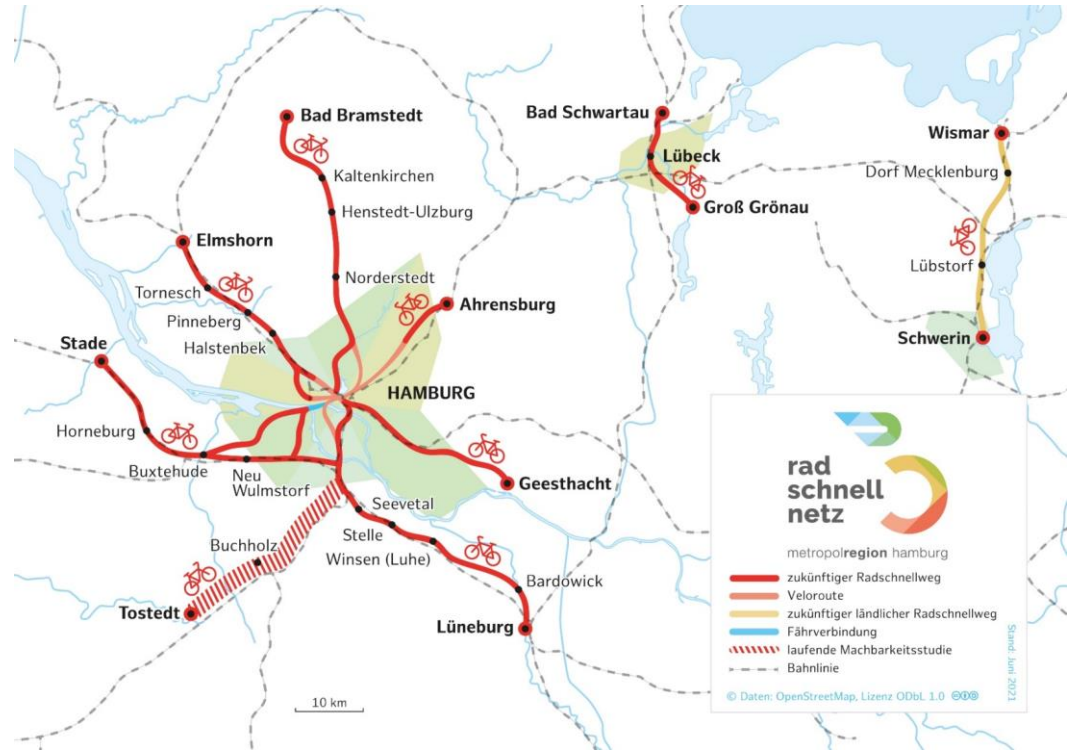 Bad Bramstedt
Kaltenkirchen
Henstedt-Ulzburg
Norderstedt
Elmshorn
Tornesch
Pinneberg
Halstenbek
Ahrensburg
Stade
HAMBURG
Horneburg
Buxtehude
Neu
Wulmstorf
Geesthacht
Seevetal
Stelle
Winsen (Luhe)
Buchholz
Bardowick
Tostedt
Lüneburg
10 km
Bad Schwartau
Lübeck
Groß Grönau
Wismar
Dorf Mecklenburg
Lübstorf
Schwerin
rad
schnell
netz
metropolregion hamburg
zukünftiger Radschnellweg
Veloroute
zukünftiger ländlicher Radschnellweg
Fährverbindung
laufende Machbarkeitsstudie
Bahnlinie
© Daten: OpenStreetMap, Lizenz ODbL 1.0
Stand: Juni 2021